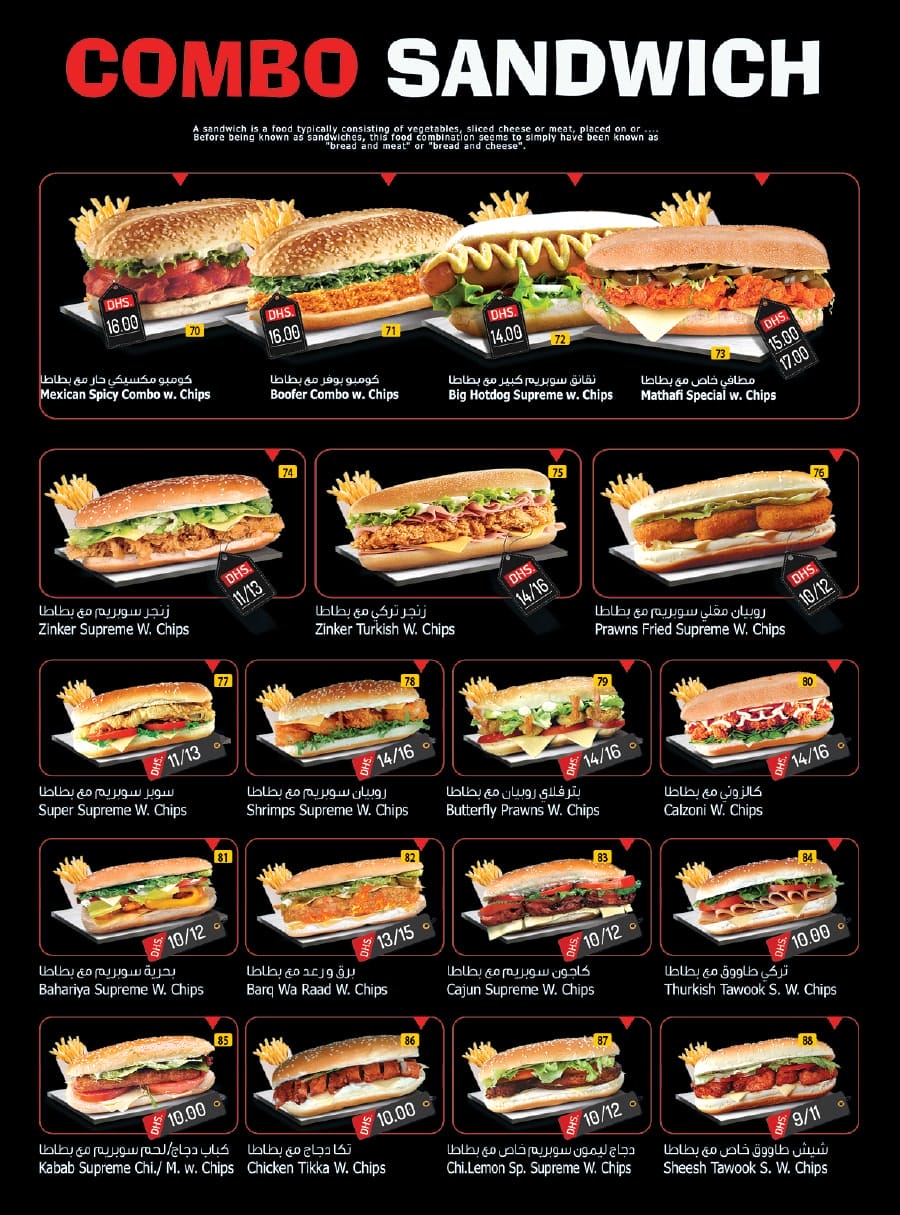 COMBO SANDWICH
A sandwich is a food typically consisting of vegetables, sliced cheese or meat, placed on or ....
Before being known as sandwiches, this food combination seems to simply have been known as
"bread and meat" or "bread and cheese".
DHS.
16.00
70
كومبو مكسيكي حار مع بطاطا
Mexican Spicy Combo w. Chips
DHS.
16.00
71
كومبو بوفر مع بطاطا
Boofer Combo w. Chips
DHS.
14.00
72
نقانق سوبريم كبير مع بطاطا
Big Hotdog Supreme w. Chips
DHS.
15.00
17.00
73
مطافي خاص مع بطاطا
Mathafi Special w. Chips
74
DHS.
11/13
زنجر سوبريم مع بطاطا
Zinker Supreme W. Chips
75
DHS.
14/16
زنجر تركي مع بطاطا
Zinker Turkish W. Chips
76
DHS.
10/12
روبيان مقلي سوبريم مع بطاطا
Prawns Fried Supreme W. Chips
77
DHS. 11/13
سوبر سوبريم مع بطاطا
Super Supreme W. Chips
78
DHS. 14/16
روبيان سوبريم مع بطاطا
Shrimps Supreme W. Chips
79
DHS. 14/16
بترفلاي روبيان مع بطاطا
Butterfly Prawns W. Chips
80
DHS. 14/16
كالزوني مع بطاطا
Calzoni W. Chips
81
DHS. 10/12
بحرية سوبريم مع بطاطا
Bahariya Supreme W. Chips
82
DHS. 13/15
برق و رعد مع بطاطا
Barq Wa Raad W. Chips
83
DHS. 10/12
كاجون سوبريم مع بطاطا
Cajun Supreme W. Chips
84
DHS. 10.00
تركي طاووق مع بطاطا
Thurkish Tawook S. W. Chips
85
DHS. 10.00
كباب دجاج/لحم سوبريم مع بطاطا
Kabab Supreme Chi./ M. w. Chips
86
DHS. 10.00
تكا دجاج مع بطاطا
Chicken Tikka W. Chips
87
DHS. 10/12
دجاج ليمون سوبريم خاص مع بطاطا
Chi.Lemon Sp. Supreme W. Chips
88
DHS. 9/11
شيش طاووق خاص مع بطاطا
Sheesh Tawook S. W. Chips